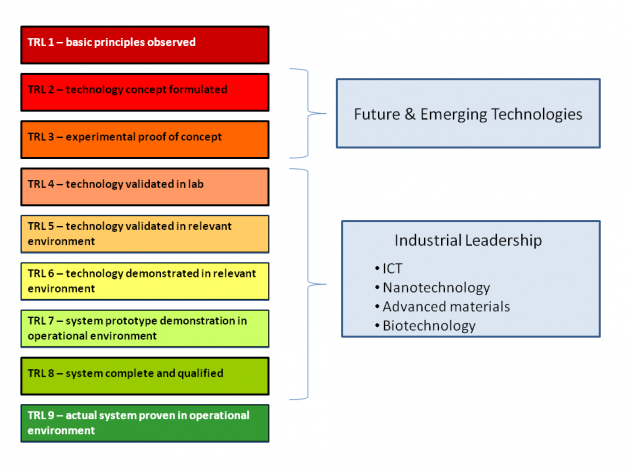 TRL 1 – basic principles observed
TRL 2 – technology concept formulated
TRL 3 – experimental proof of concept
TRL 4 – technology validated in lab
TRL 5 – technology validated in relevant
environment
TRL 6 – technology demonstrated in relevant
environment
TRL 7 – system prototype demonstration in
operational environment
TRL 8 – system complete and qualified
TRL 9 – actual system proven in operational
environment
Future & Emerging Technologies
Industrial Leadership
• ICT
• Nanotechnology
• Advanced materials
• Biotechnology